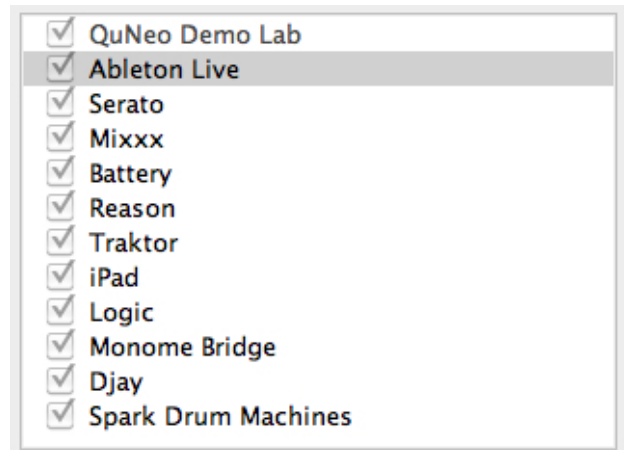 QuNeo Demo Lab
Ableton Live
Serato
Mixxx
Battery
Reason
Traktor
iPad
Logic
Monome Bridge
Djay
Spark Drum Machines